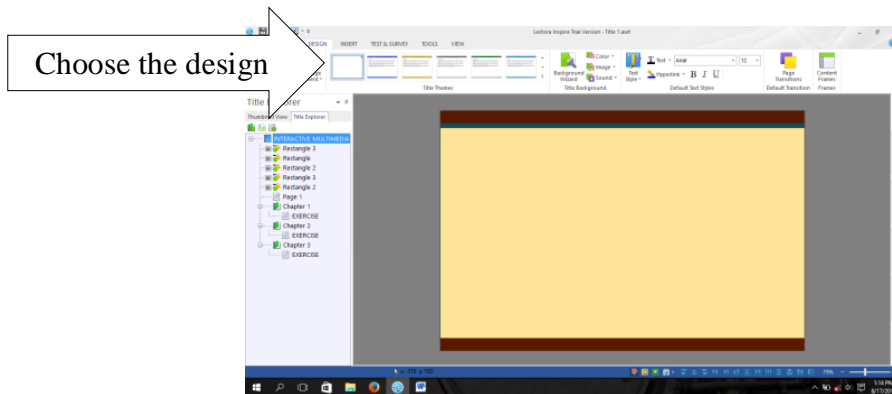 Lectora Inspire Trial Version - Title 1.awt
DESIGN INSERT TEST & SURVEY TOOLS VIEW
Choose the design
Background Wizard
Color
Image
Sound
Text Style
Text
Arial
12
Hyperlink
B I U
Page Transitions
Content Frames
Title Themes
Title Background
Default Text Styles
Default Transition
Frames
Title
Thumbnail View
Title Explorer
INTERACTIVE MULTIMEDIA
Rectangle 3
Rectangle
Rectangle 2
Rectangle 3
Rectangle 2
Page 1
Chapter 1
EXERCISE
Chapter 2
EXERCISE
Chapter 3
EXERCISE